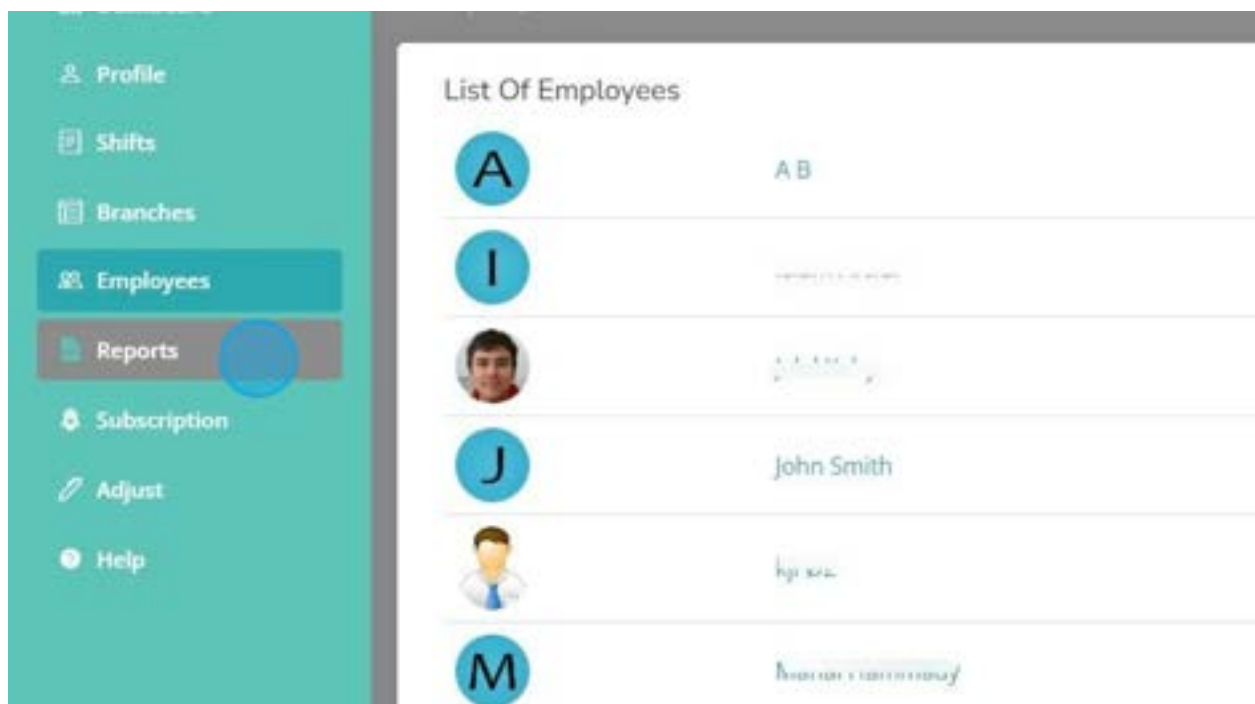 Profile
Shifts
Branches
Employees
Reports
Subscription
Adjust
Help
List Of Employees
A
A B
I
J
John Smith
M